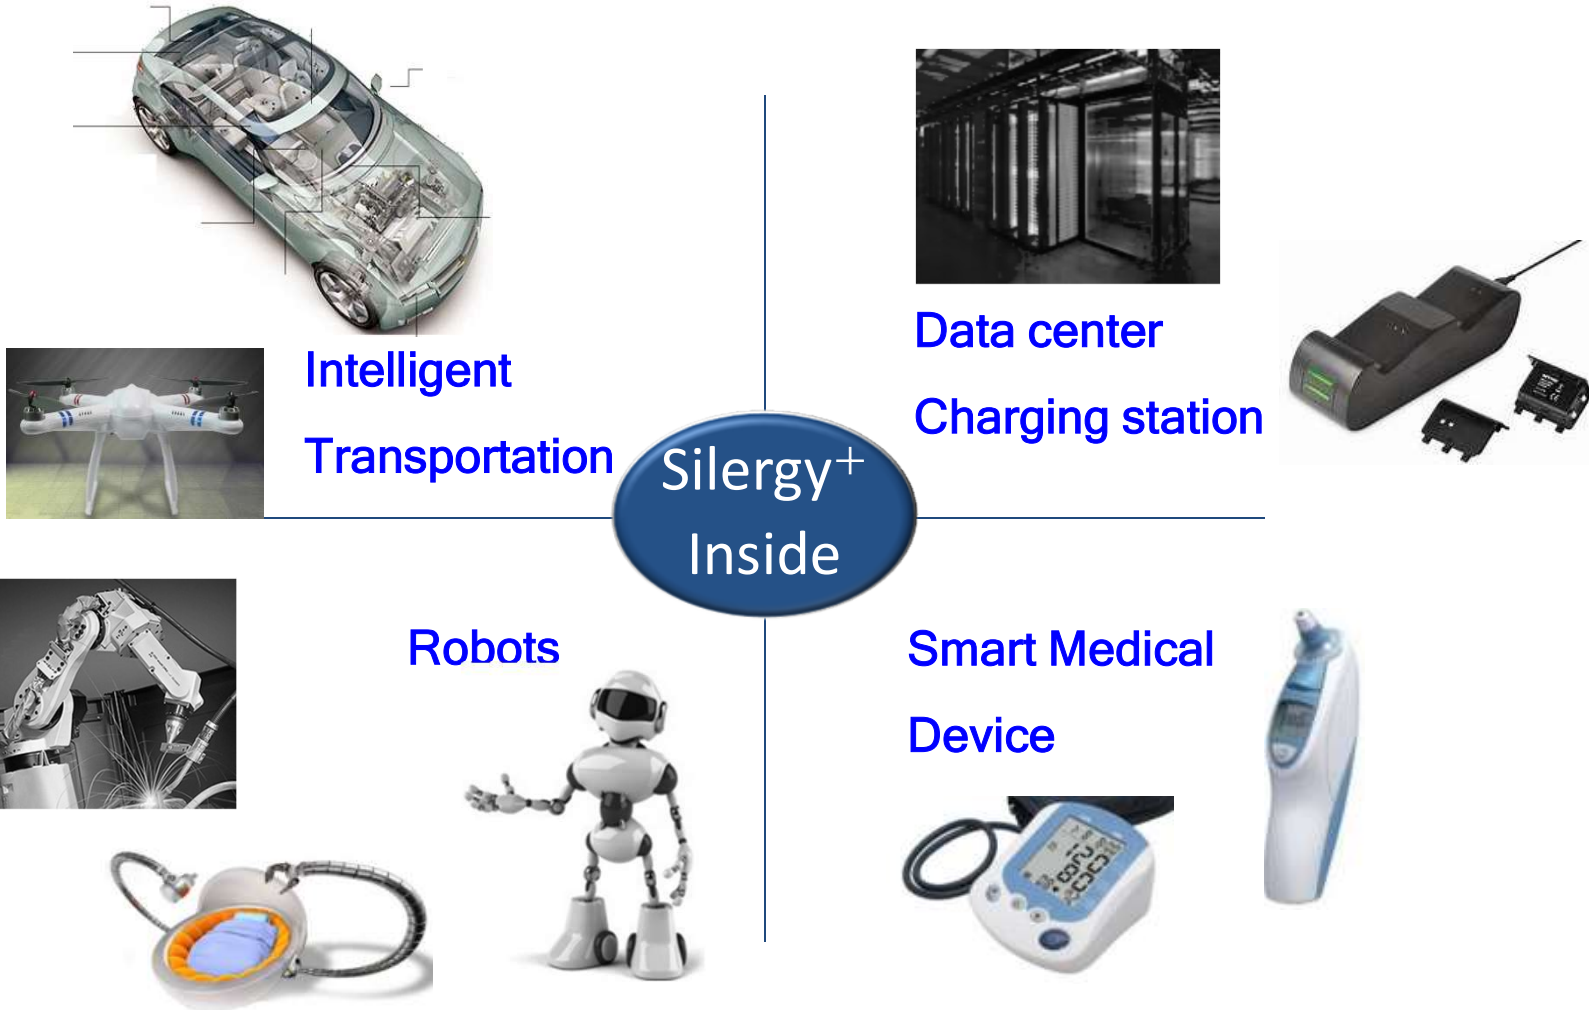 Intelligent
Transportation
Data center
Charging station
Silergy+
Inside
Robots
Smart Medical
Device